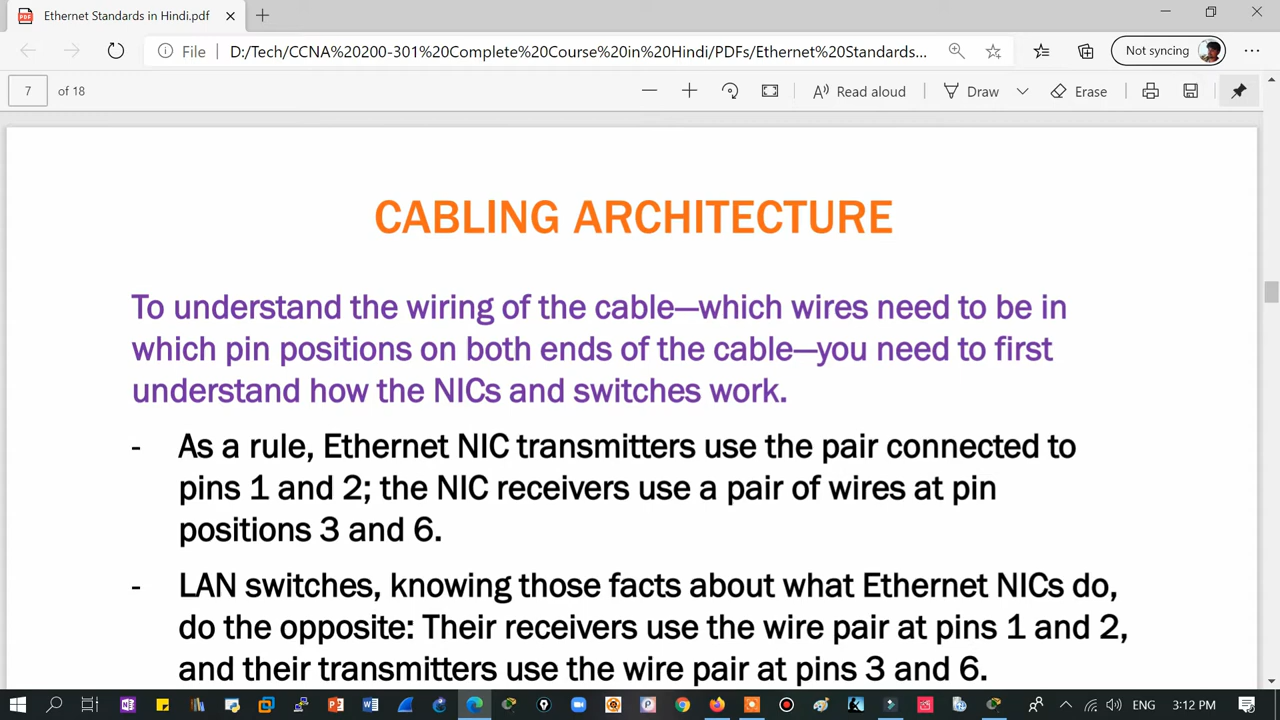 Ethernet Standards in Hindi.pdf
File
D:/Tech/CCNA%20200-301%20Complete%20Course%20in%20Hindi/PDFs/Ethernet%20Standards...
Not syncing
7 of 18
Read aloud
Draw
Erase
CABLING ARCHITECTURE
To understand the wiring of the cable—which wires need to be in
which pin positions on both ends of the cable—you need to first
understand how the NICs and switches work.
- As a rule, Ethernet NIC transmitters use the pair connected to
pins 1 and 2; the NIC receivers use a pair of wires at pin
positions 3 and 6.
- LAN switches, knowing those facts about what Ethernet NICs do,
do the opposite: Their receivers use the wire pair at pins 1 and 2,
and their transmitters use the wire pair at pins 3 and 6.
ENG
3:12 PM